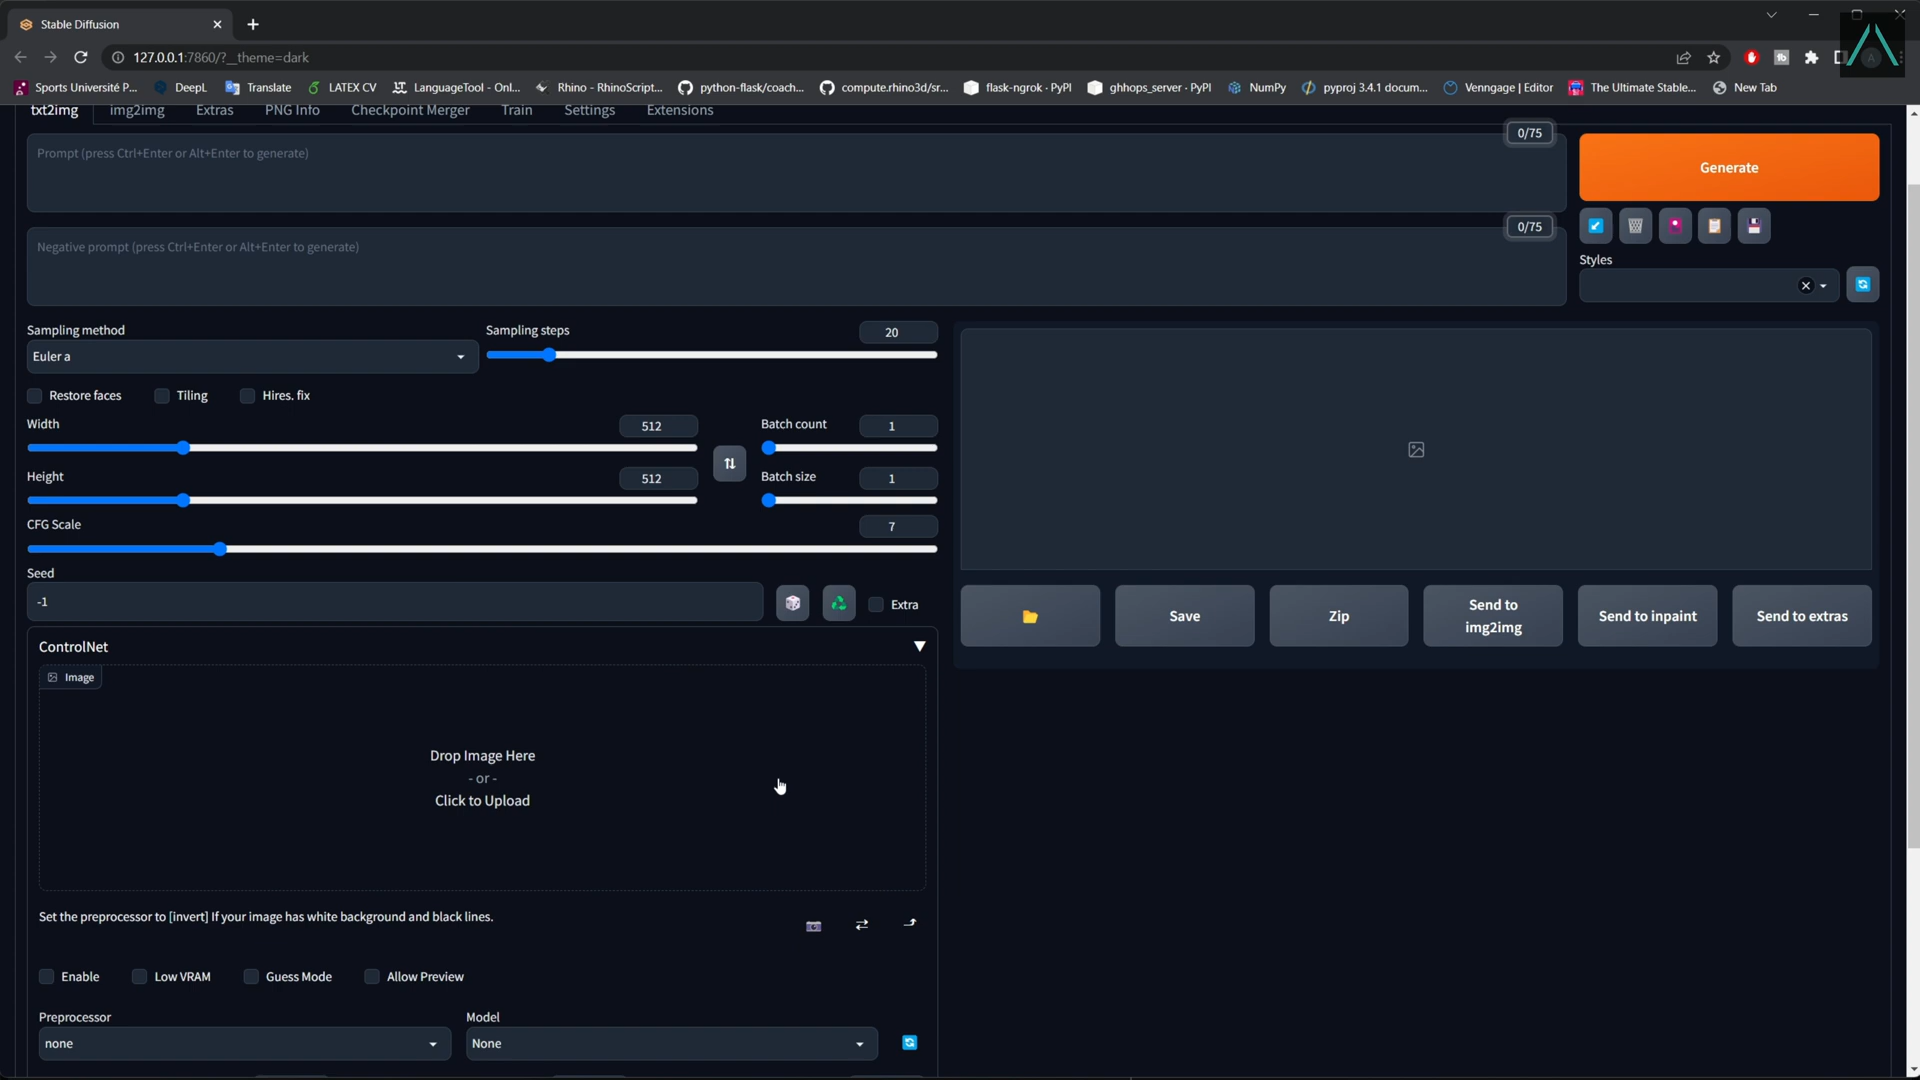 Stable Diffusion
127.0.0.1:7860/?__theme=dark
Sports Université P... DeepL Translate LATEX CV LanguageTool - Onl... Rhino - RhinoScript... python-flask/coach... compute.rhino3d/sr... flask-ngrok · PyPI ghhops_server · PyPI NumPy pyproj 3.4.1 docum... Venngage | Editor The Ultimate Stable... New Tab
txt2img img2img Extras PNG Info Checkpoint Merger Train Settings Extensions
0/75
Prompt (press Ctrl+Enter or Alt+Enter to generate)
Generate
0/75
Negative prompt (press Ctrl+Enter or Alt+Enter to generate)
Styles
Sampling method
Sampling steps
20
Euler a
Restore faces Tiling Hires. fix
Width
512
Batch count
1
Height
512
Batch size
1
CFG Scale
7
Seed
-1
Extra
Save
Zip
Send to
img2img
Send to inpaint
Send to extras
ControlNet
Image
Drop Image Here
- or -
Click to Upload
Set the preprocessor to [invert] If your image has white background and black lines.
Enable Low VRAM Guess Mode Allow Preview
Preprocessor
Model
none
None